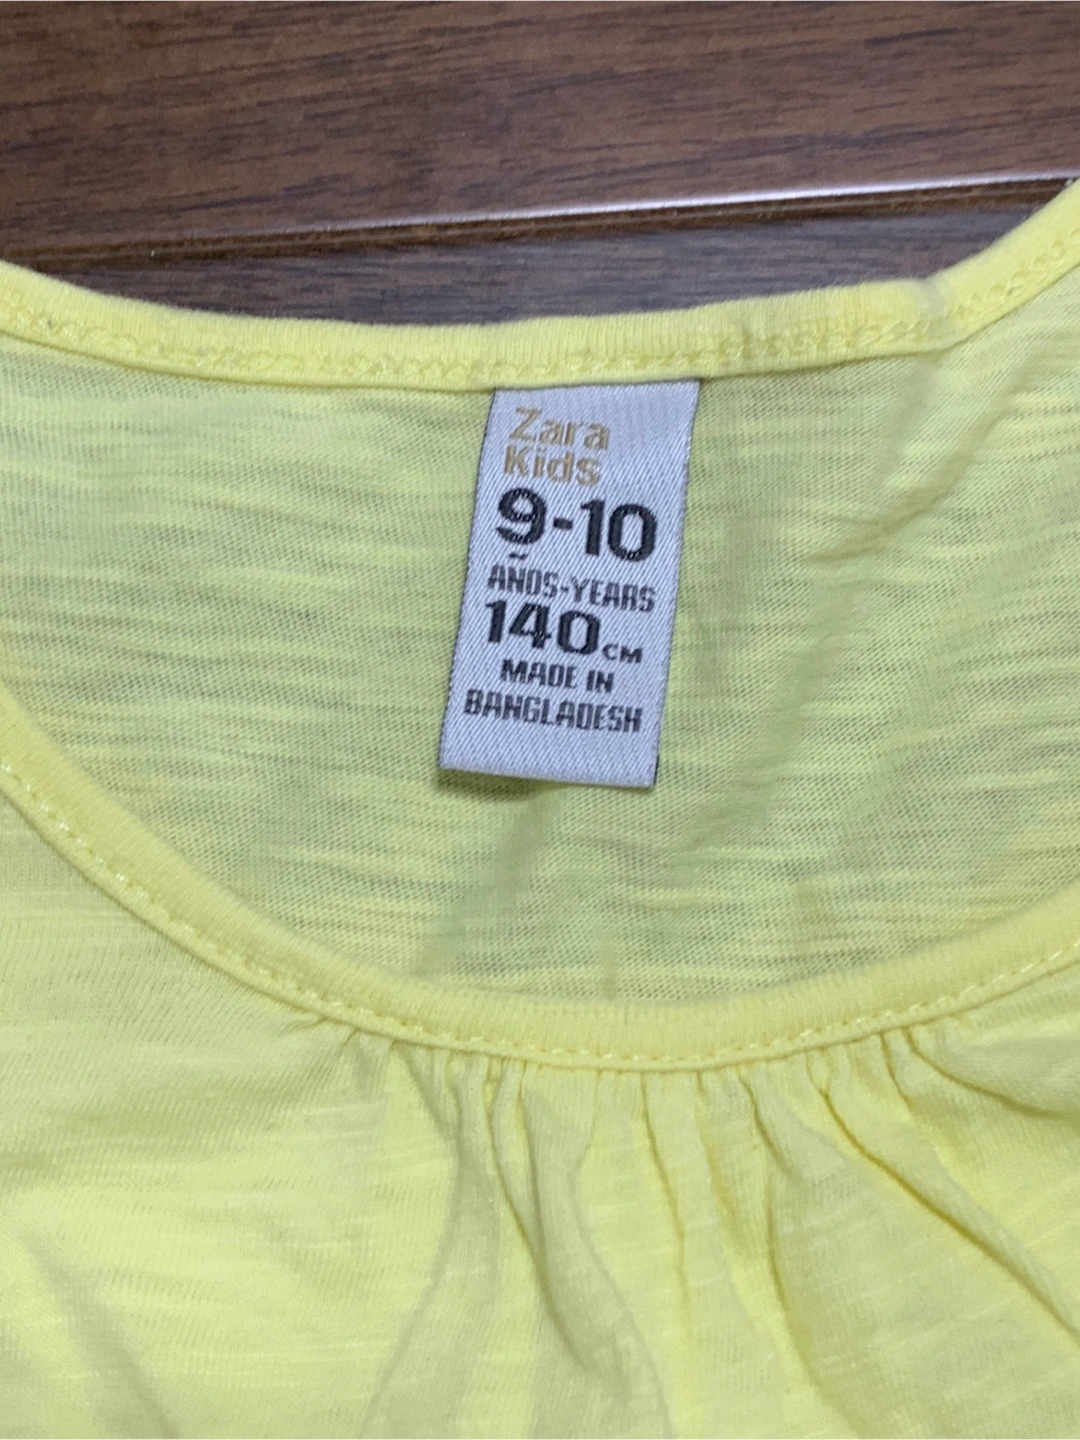 Zara
Kids
9-10
AÑOS-YEARS
140CM
MADE IN
BANGLADESH